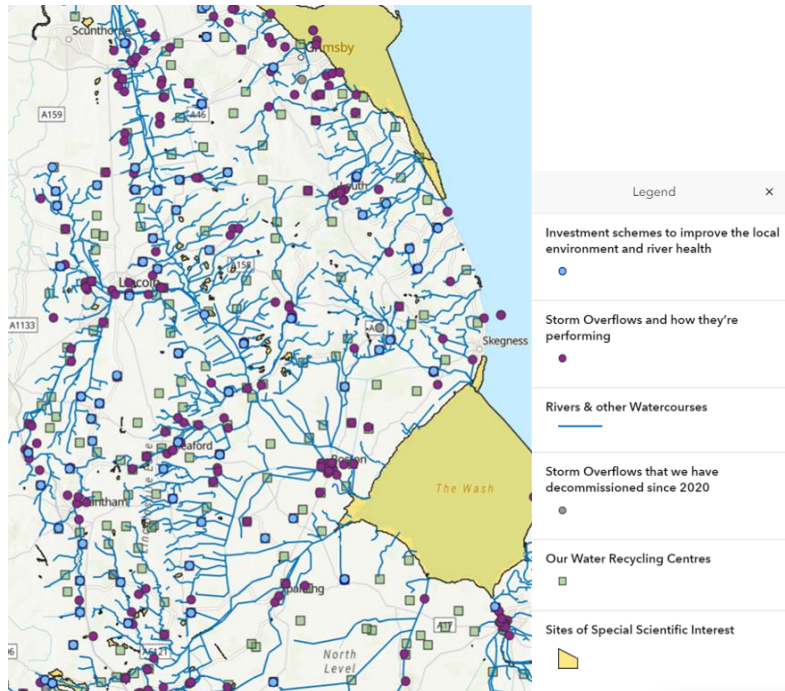 Scunthorpe
Grimsby
A159
A46
Louth
Lincoln
A158
A1133
Skegness
Boston
The Wash
A17
North
Level
Legend
×
Investment schemes to improve the local
environment and river health
Storm Overflows and how they're
performing
Rivers & other Watercourses
Storm Overflows that we have
decommissioned since 2020
Our Water Recycling Centres
Sites of Special Scientific Interest